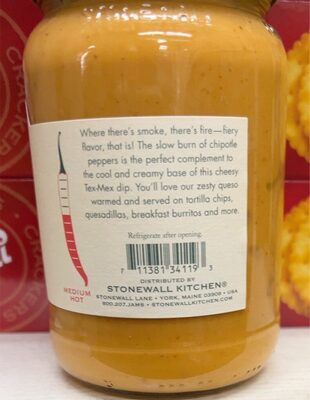 Where there's smoke, there's fire—fiery
flavor, that is! The slow burn of chipotle
peppers is the perfect complement to
the cool and creamy base of this cheesy
Tex-Mex dip. You'll love our zesty queso
warmed and served on tortilla chips,
quesadillas, breakfast burritos and more.
Refrigerate after opening.
7 11381 34119 3
MEDIUM
HOT
DISTRIBUTED BY
STONEWALL KITCHEN®
STONEWALL LANE • YORK, MAINE 03909 • USA
800.207.JAMS • STONEWALLKITCHEN.COM
CRACKERS